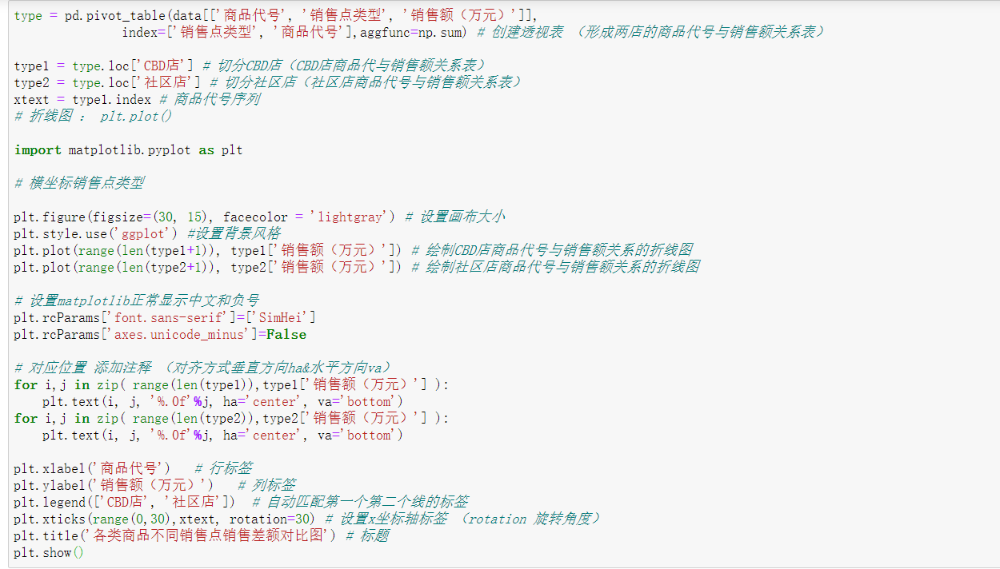 type = pd.pivot_table(data[['商品代号', '销售点类型', '销售额（万元）']],
index=['销售点类型', '商品代号'],aggfunc=np.sum) # 创建透视表 （形成两店的商品代号与销售额关系表）
type1 = type.loc['CBD店'] # 切分CBD店（CBD店商品代与销售额关系表）
type2 = type.loc['社区店'] # 切分社区店（社区店商品代号与销售额关系表）
xtext = type1.index # 商品代号序列
# 折线图 ： plt.plot()
import matplotlib.pyplot as plt
# 横坐标销售点类型
plt.figure(figsize=(30, 15), facecolor = 'lightgray') # 设置画布大小
plt.style.use('ggplot') #设置背景风格
plt.plot(range(len(type1+1)), type1['销售额（万元）']) # 绘制CBD店商品代号与销售额关系的折线图
plt.plot(range(len(type2+1)), type2['销售额（万元）']) # 绘制社区店商品代号与销售额关系的折线图
# 设置matplotlib正常显示中文和负号
plt.rcParams['font.sans-serif']=['SimHei']
plt.rcParams['axes.unicode_minus']=False
# 对应位置 添加注释 （对齐方式垂直方向ha&水平方向va）
for i,j in zip( range(len(type1)),type1['销售额（万元）'] ):
plt.text(i, j, '%.0f'%j, ha='center', va='bottom')
for i,j in zip( range(len(type2)),type2['销售额（万元）'] ):
plt.text(i, j, '%.0f'%j, ha='center', va='bottom')
plt.xlabel('商品代号') # 行标签
plt.ylabel('销售额（万元）') # 列标签
plt.legend(['CBD店', '社区店']) # 自动匹配第一个第二个线的标签
plt.xticks(range(0,30),xtext, rotation=30) # 设置x坐标轴标签 （rotation 旋转角度）
plt.title('各类商品不同销售点销售差额对比图') # 标题
plt.show()